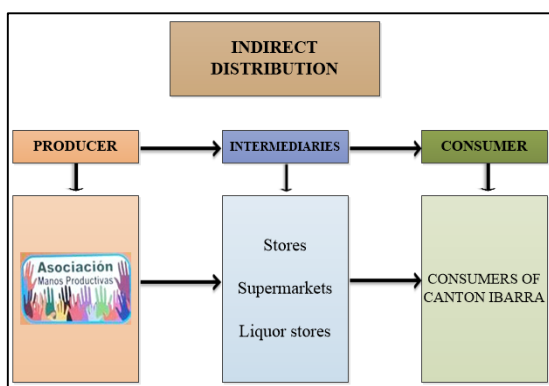 INDIRECT
DISTRIBUTION
PRODUCER
INTERMEDIARIES
CONSUMER
Asociación
Manos Productivas
Stores
Supermarkets
Liquor stores
CONSUMERS OF
CANTON IBARRA